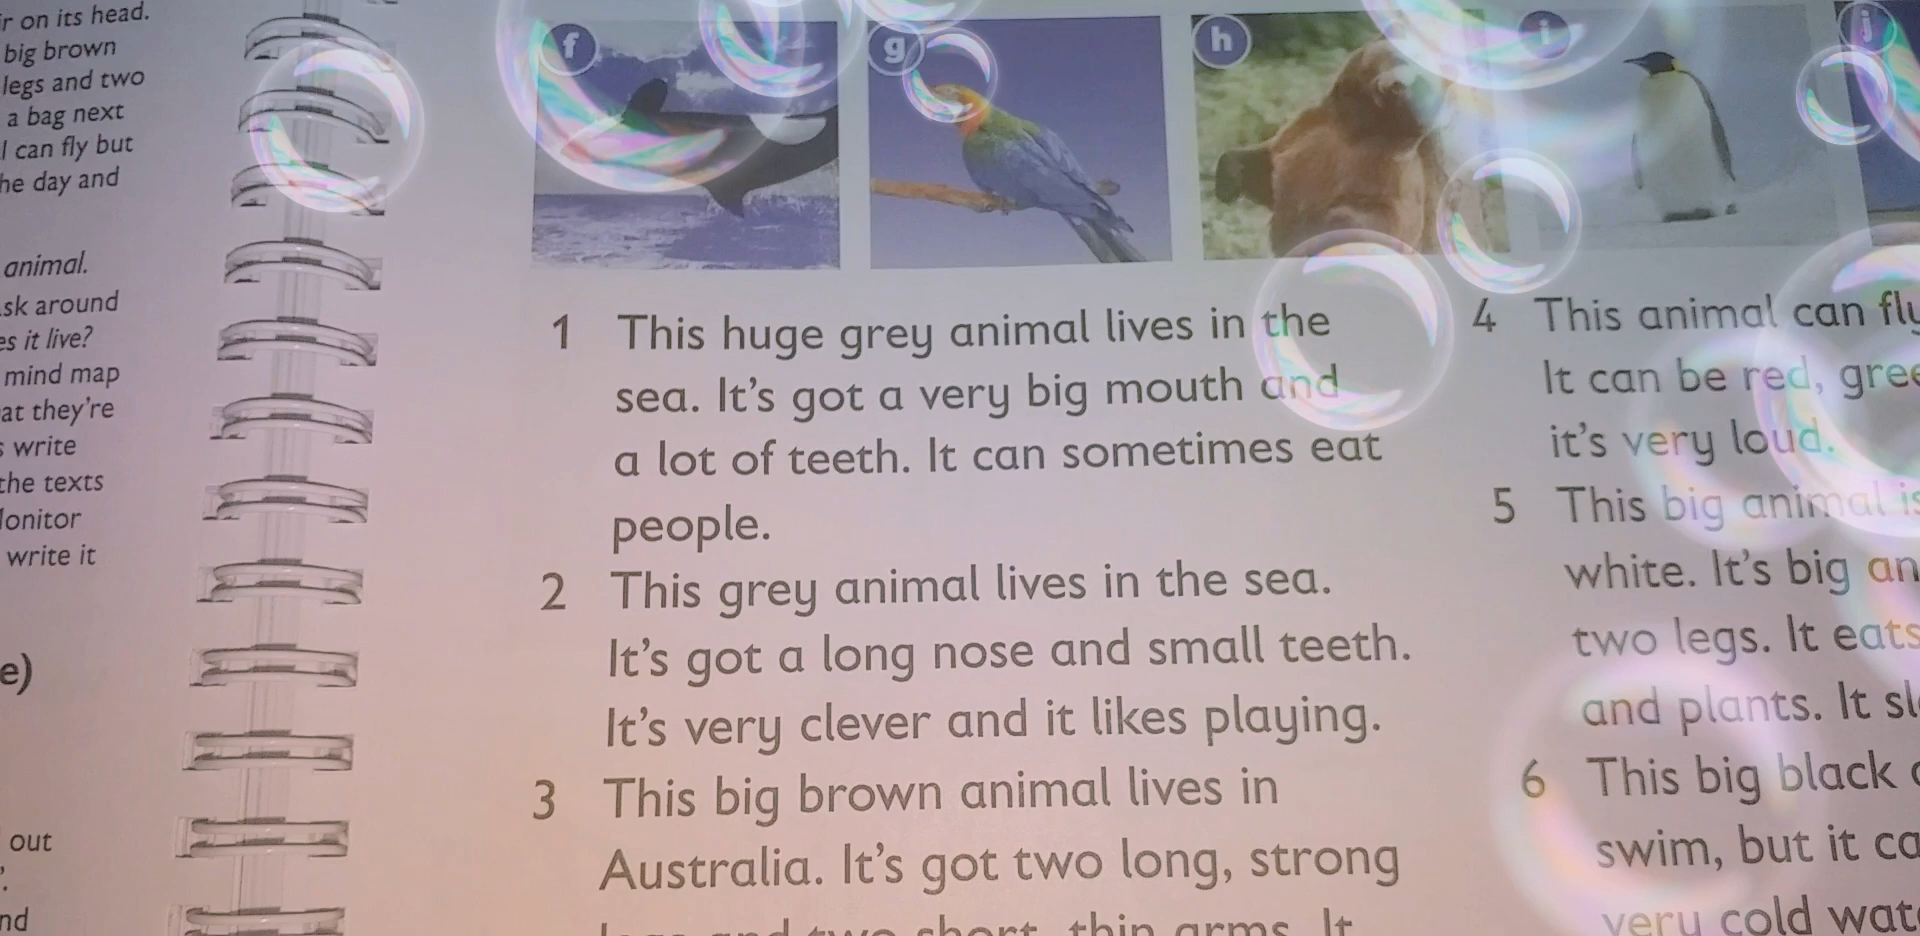 r on its head.
big brown
legs and two
a bag next
I can fly but
he day and
animal.
sk around
es it live?
mind map
at they're
s write
the texts
onitor
write it
e)
out
'.
nd
f
g
h
i
j
1 This huge grey animal lives in the
sea. It's got a very big mouth and
a lot of teeth. It can sometimes eat
people.
2 This grey animal lives in the sea.
It's got a long nose and small teeth.
It's very clever and it likes playing.
3 This big brown animal lives in
Australia. It's got two long, strong
legs and two short, thin arms. It
4 This animal can fly
It can be red, gree
it's very loud.
5 This big animal is
white. It's big an
two legs. It eats
and plants. It sl
6 This big black
swim, but it ca
very cold wat